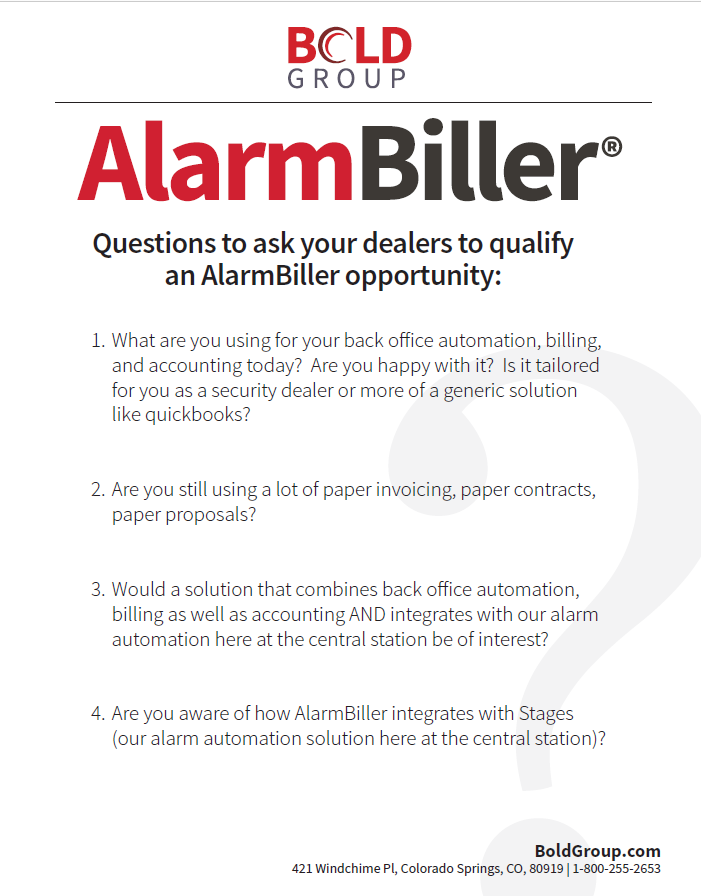 BOLD
GROUP
AlarmBiller®
Questions to ask your dealers to qualify
an AlarmBiller opportunity:
1. What are you using for your back office automation, billing,
and accounting today?  Are you happy with it?  Is it tailored
for you as a security dealer or more of a generic solution
like quickbooks?
2. Are you still using a lot of paper invoicing, paper contracts,
paper proposals?
3. Would a solution that combines back office automation,
billing as well as accounting AND integrates with our alarm
automation here at the central station be of interest?
4. Are you aware of how AlarmBiller integrates with Stages
(our alarm automation solution here at the central station)?
BoldGroup.com
421 Windchime Pl, Colorado Springs, CO, 80919 | 1-800-255-2653